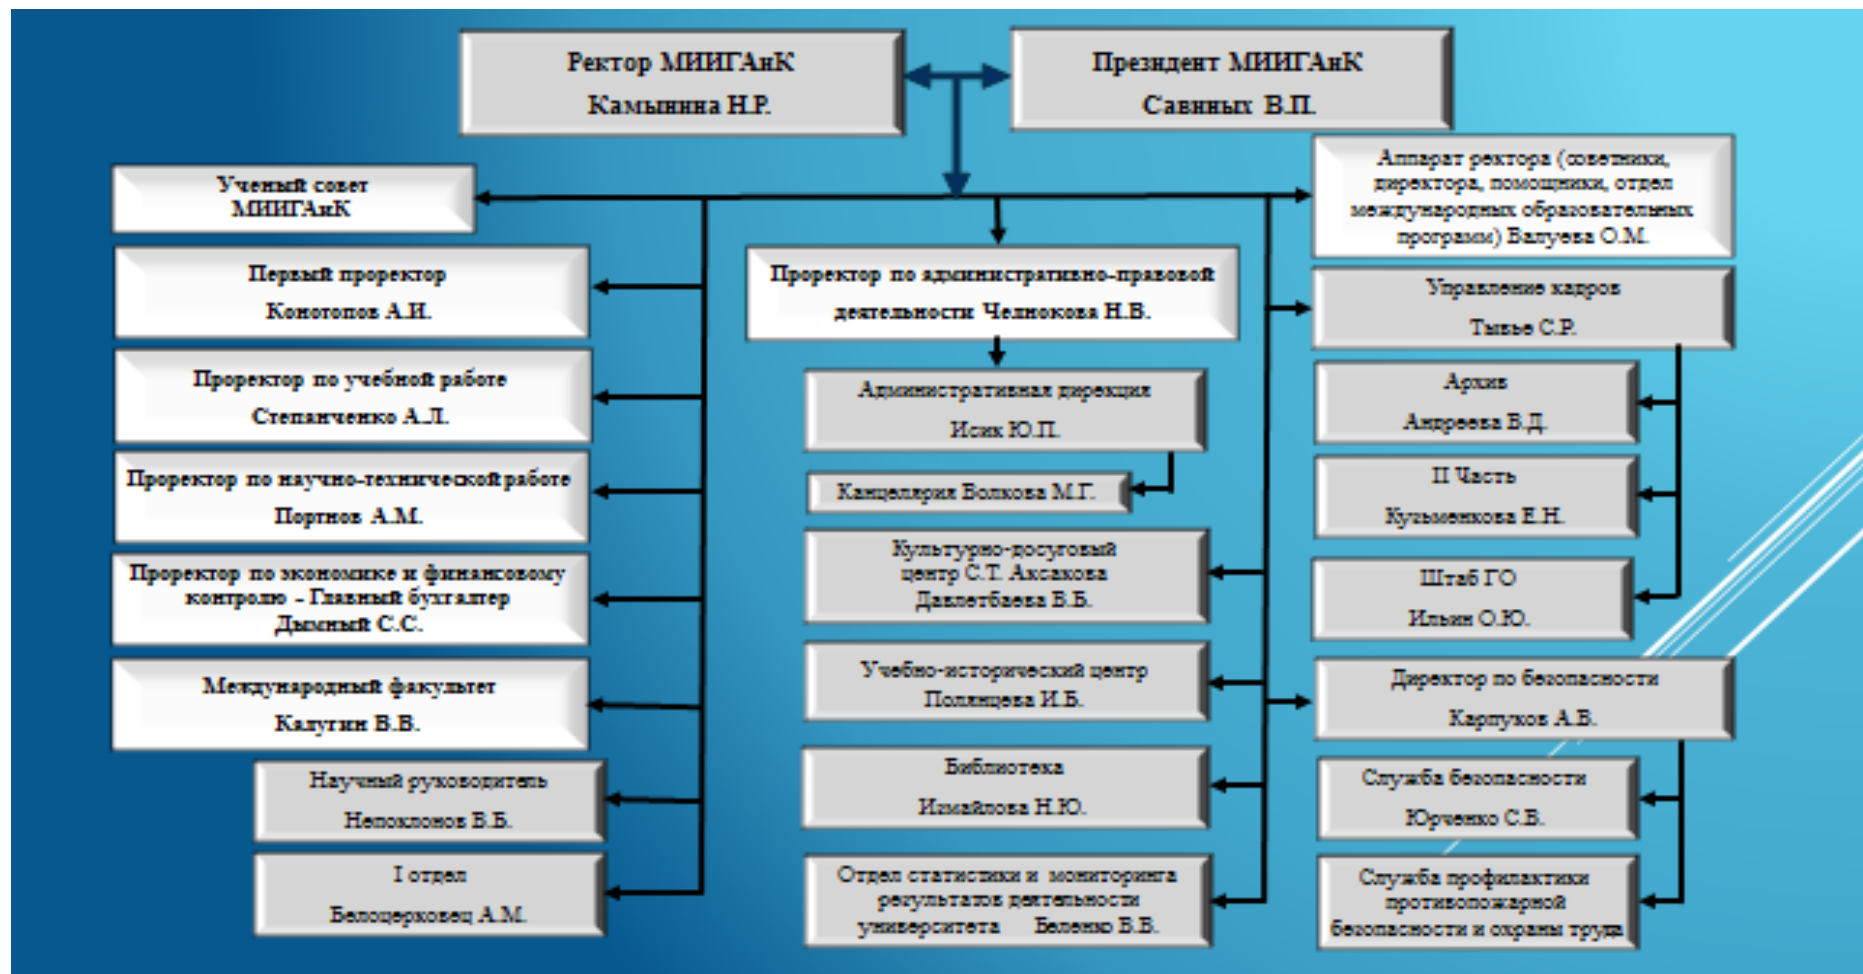 Ректор МИИГАиК
Камынина Н.Р.
Президент МИИГАиК
Савиных В.П.
Ученый совет
МИИГАиК
Первый проректор
Конотопов А.И.
Проректор по учебной работе
Степанченко А.Л.
Проректор по научно-технической работе
Портнов А.М.
Проректор по экономике и финансовому
контролю - Главный бухгалтер
Дымный С.С.
Международный факультет
Калугин В.В.
Научный руководитель
Непоклонов В.Б.
I отдел
Белоцерковец А.М.
Проректор по административно-правовой
деятельности Челнокова Н.В.
Административная дирекция
Исик Ю.П.
Канцелярия Волкова М.Г.
Культурно-досуговый
центр С.Т. Аксакова
Давлетбаева В.Б.
Учебно-исторический центр
Полянцева И.Б.
Библиотека
Измайлова Н.Ю.
Отдел статистики и мониторинга
результатов деятельности
университета Беленко В.В.
Аппарат ректора (советники,
директора, помощники, отдел
международных образовательных
программ) Валуева О.М.
Управление кадров
Тывье С.Р.
Архив
Андреева В.Д.
II Часть
Кузьменкова Е.Н.
Штаб ГО
Ильин О.Ю.
Директор по безопасности
Карпухов А.В.
Служба безопасности
Юрченко С.В.
Служба профилактики
противопожарной
безопасности и охраны труда